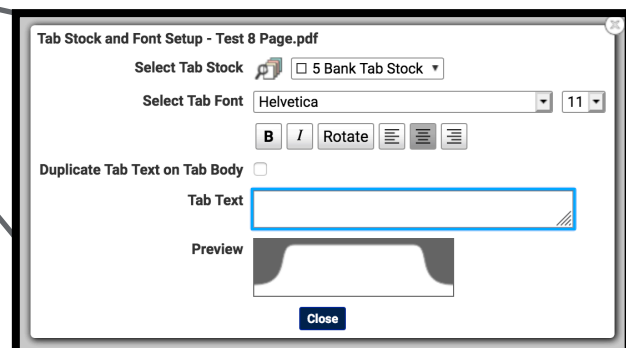 Tab Stock and Font Setup - Test 8 Page.pdf
Select Tab Stock 5 Bank Tab Stock
Select Tab Font Helvetica 11
B I Rotate
Duplicate Tab Text on Tab Body
Tab Text
Preview
Close